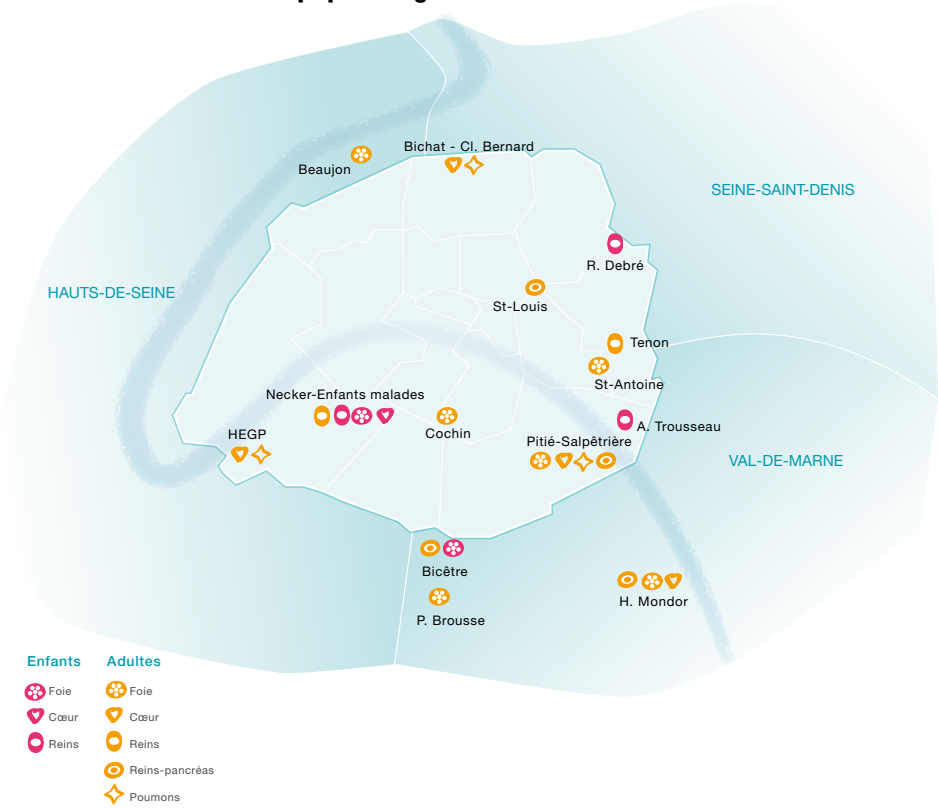 Bichat - Cl. Bernard
Beaujon
SEINE-SAINT-DENIS
R. Debré
HAUTS-DE-SEINE
St-Louis
Tenon
St-Antoine
Necker-Enfants malades
A. Trousseau
HEGP
Cochin
Pitié-Salpêtrière
VAL-DE-MARNE
Bicêtre
H. Mondor
P. Brousse
Enfants
Adultes
Foie
Foie
Cœur
Cœur
Reins
Reins
Reins-pancréas
Poumons